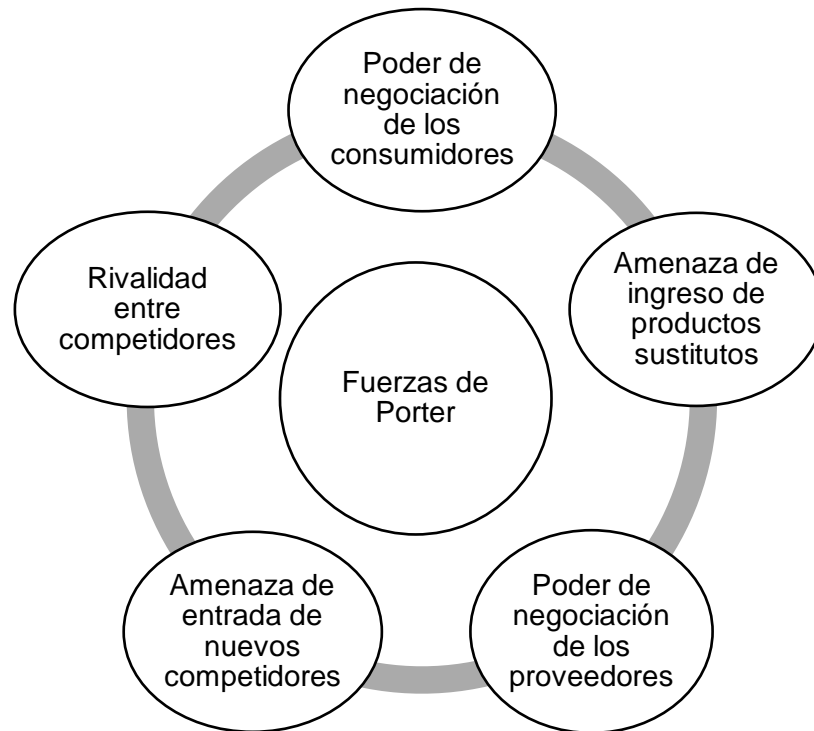 Poder de
negociación
de los
consumidores
Amenaza de
ingreso de
productos
sustitutos
Poder de
negociación
de los
proveedores
Amenaza de
entrada de
nuevos
competidores
Rivalidad
entre
competidores
Fuerzas de
Porter